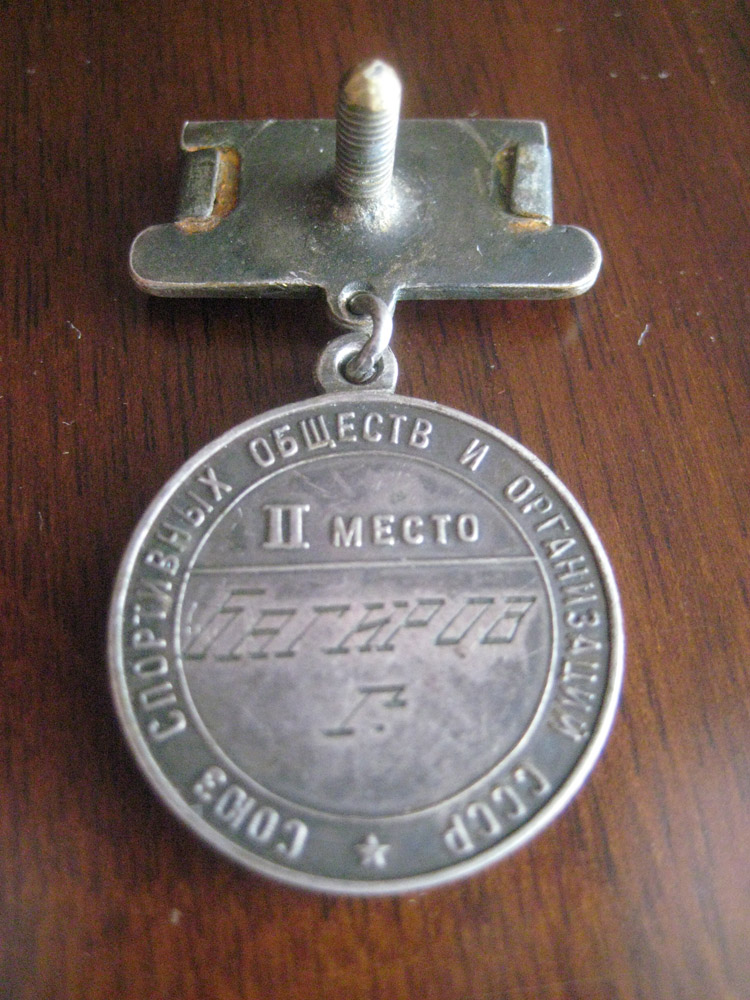 СОЮЗ СПОРТИВНЫХ ОБЩЕСТВ И ОРГАНИЗАЦИЙ СССР
II МЕСТО
Багиров
Г.